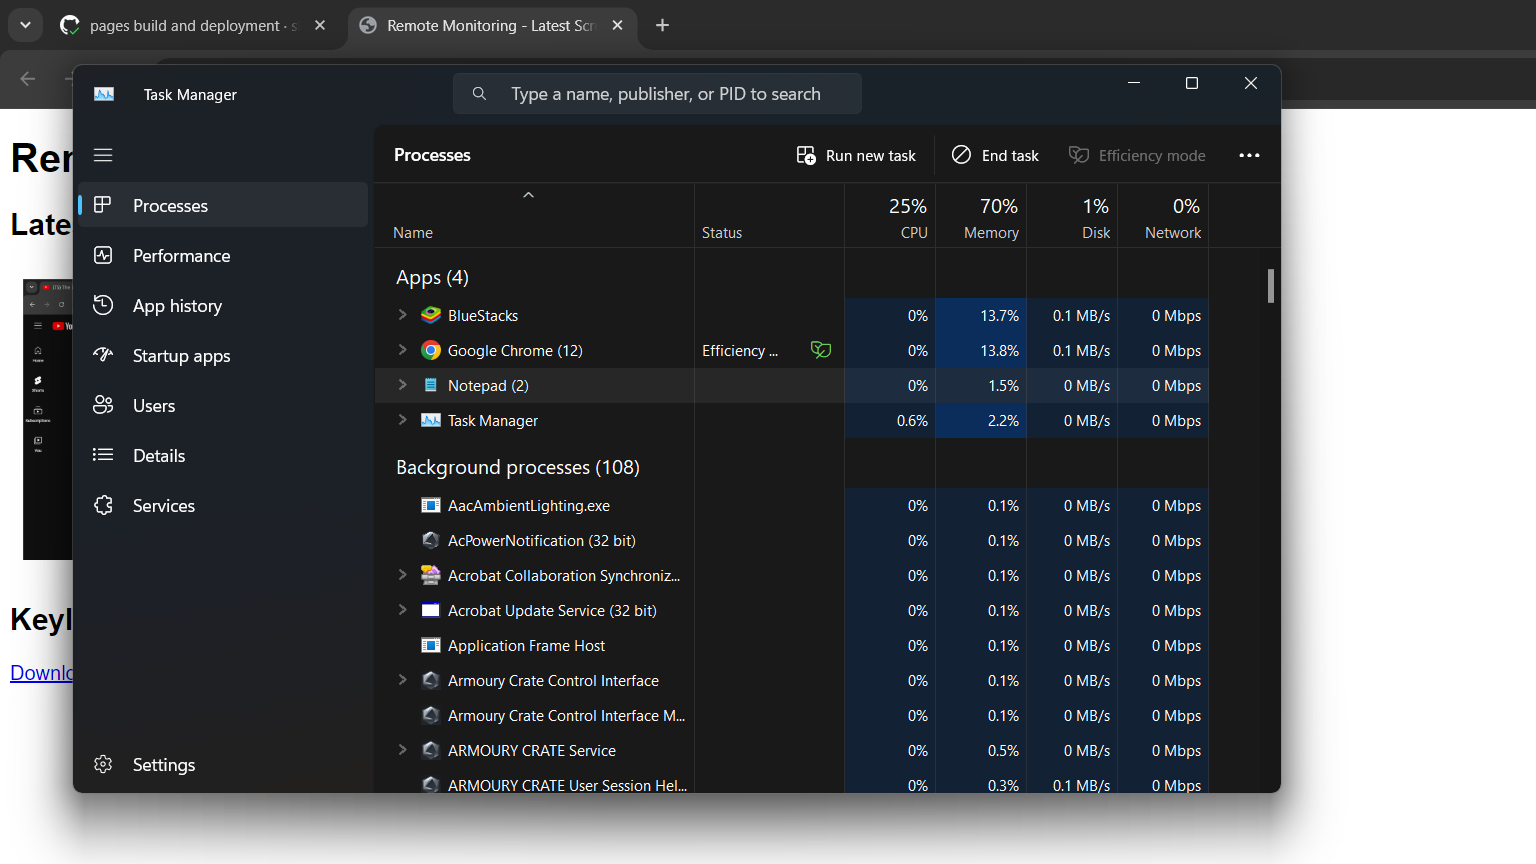 pages build and deployment · s
Remote Monitoring - Latest Scr
Task Manager
Type a name, publisher, or PID to search
Processes
Run new task
End task
Efficiency mode
Processes
Performance
App history
Startup apps
Users
Details
Services
Settings
Name
Status
25% CPU
70% Memory
1% Disk
0% Network
Apps (4)
BlueStacks 0% 13.7% 0.1 MB/s 0 Mbps
Google Chrome (12) Efficiency ... 0% 13.8% 0.1 MB/s 0 Mbps
Notepad (2) 0% 1.5% 0 MB/s 0 Mbps
Task Manager 0.6% 2.2% 0 MB/s 0 Mbps
Background processes (108)
AacAmbientLighting.exe 0% 0.1% 0 MB/s 0 Mbps
AcPowerNotification (32 bit) 0% 0.1% 0 MB/s 0 Mbps
Acrobat Collaboration Synchroniz... 0% 0.1% 0 MB/s 0 Mbps
Acrobat Update Service (32 bit) 0% 0.1% 0 MB/s 0 Mbps
Application Frame Host 0% 0.1% 0 MB/s 0 Mbps
Armoury Crate Control Interface 0% 0.1% 0 MB/s 0 Mbps
Armoury Crate Control Interface M... 0% 0.1% 0 MB/s 0 Mbps
ARMOURY CRATE Service 0% 0.5% 0 MB/s 0 Mbps
ARMOURY CRATE User Session Hel... 0% 0.3% 0.1 MB/s 0 Mbps
Rer
Late
Home
Shorts
Subscriptions
You
Keyl
Downlo